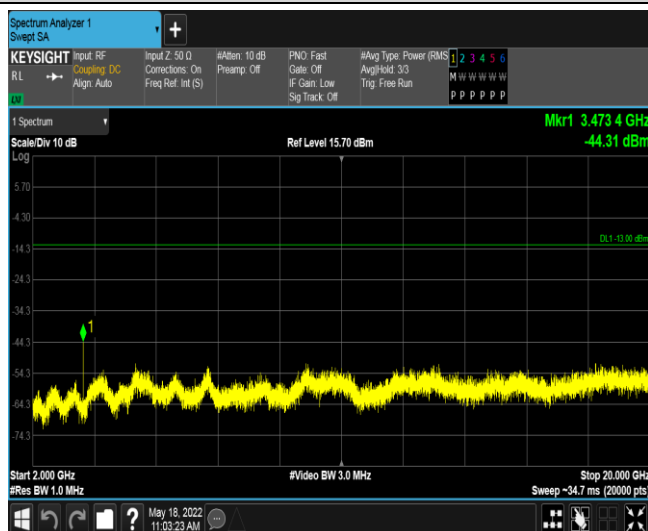 Spectrum Analyzer 1
Swept SA
+
KEYSIGHT Input: RF Input Z: 50 Ω #Atten: 10 dB PNO: Fast #Avg Type: Power (RMS 1 2 3 4 5 6
RL Coupling: DC Corrections: On Preamp: Off Gate: Off Avg|Hold: 3/3 M W W W W W
Align: Auto Freq Ref: Int (S) IF Gain: Low Trig: Free Run
Sig Track: Off P P P P P P
1 Spectrum Mkr1 3.473 4 GHz
Scale/Div 10 dB Ref Level 15.70 dBm -44.31 dBm
Log
5.70
-4.30
DL1 -13.00 dBm
-14.3
-24.3
-34.3
1
-44.3
-54.3
-64.3
-74.3
Start 2.000 GHz #Video BW 3.0 MHz Stop 20.000 GHz
#Res BW 1.0 MHz Sweep ~34.7 ms (20000 pts)
? May 18, 2022
11:03:23 AM